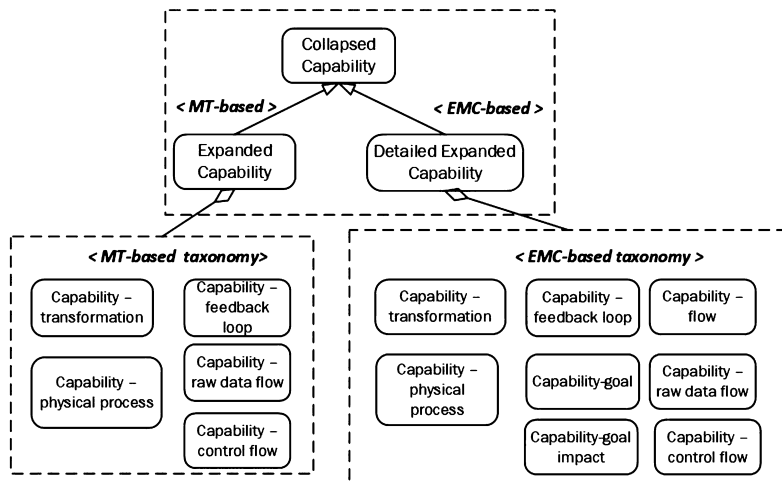 Collapsed
Capability
< MT-based >
< EMC-based >
Expanded
Capability
Detailed Expanded
Capability
< MT-based taxonomy>
Capability –
transformation
Capability –
feedback
loop
Capability –
physical process
Capability –
raw data flow
Capability –
control flow
< EMC-based taxonomy >
Capability –
transformation
Capability –
feedback loop
Capability –
flow
Capability –
physical
process
Capability-goal
Capability –
raw data flow
Capability-goal
impact
Capability –
control flow